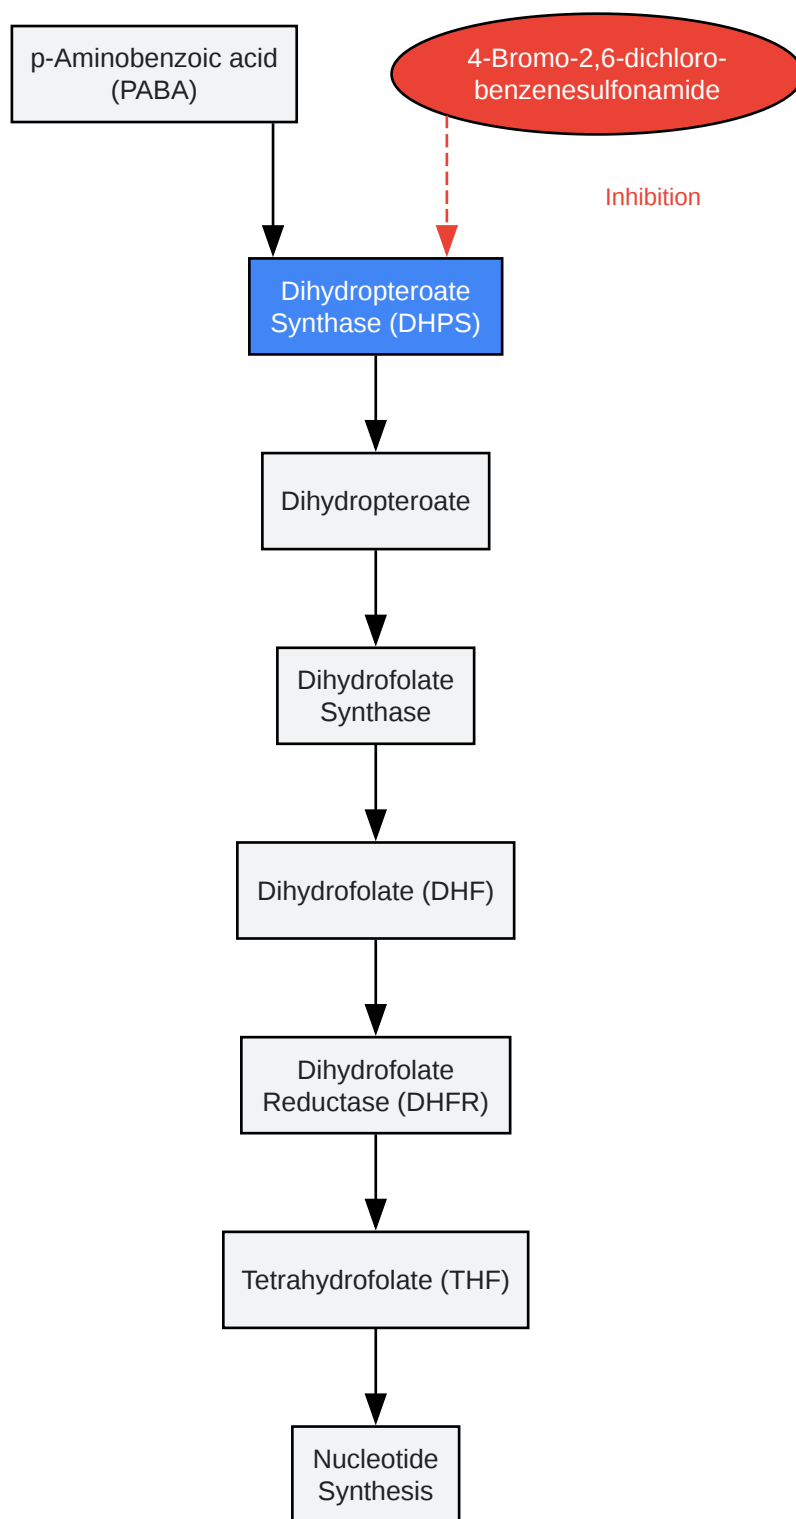 p-Aminobenzoic acid
(PABA)
4-Bromo-2,6-dichloro-
benzenesulfonamide
Inhibition
Dihydropteroate
Synthase (DHPS)
Dihydropteroate
Dihydrofolate
Synthase
Dihydrofolate (DHF)
Dihydrofolate
Reductase (DHFR)
Tetrahydrofolate (THF)
Nucleotide
Synthesis